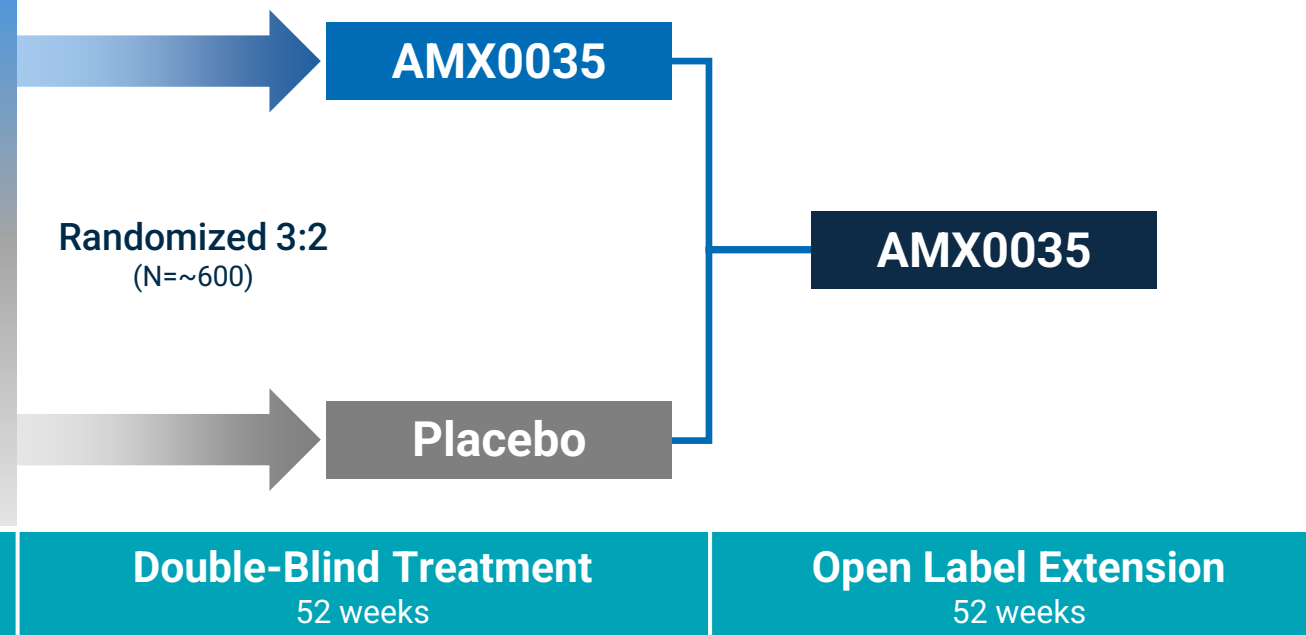 AMX0035
Randomized 3:2
(N=~600)
AMX0035
Placebo
Double-Blind Treatment
52 weeks
Open Label Extension
52 weeks